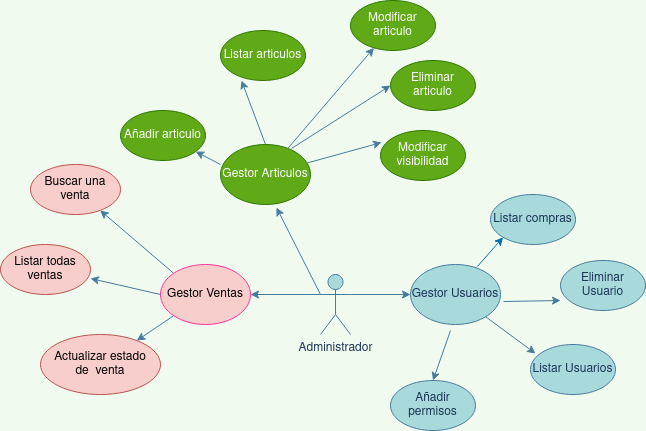 Modificar
articulo
Listar articulos
Eliminar
articulo
Añadir articulo
Modificar
visibilidad
Gestor Articulos
Buscar una
venta
Listar compras
Listar todas
ventas
Gestor Ventas
Gestor Usuarios
Eliminar
Usuario
Administrador
Actualizar estado
de venta
Listar Usuarios
Añadir
permisos